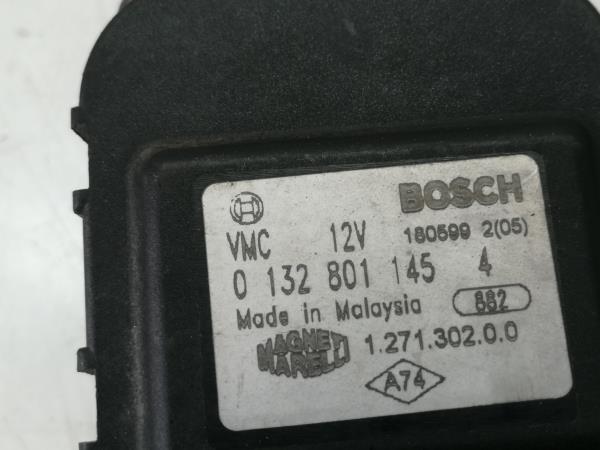 BOSCH
VMC 12V 180599 2(05)
0 132 801 145 4
Made in Malaysia 882
MAGNETI MARELLI 1.271.302.0.0
A74